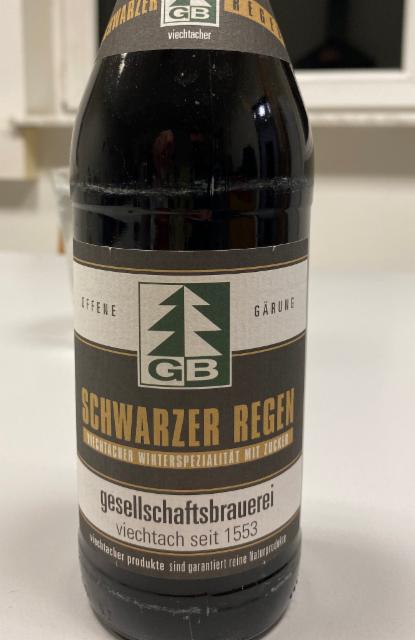 SCHWARZER REGEN
GB
viechtacher
OFFENE GÄRUNG
GB
SCHWARZER REGEN
VIECHTACHER WINTERSPEZIALITÄT MIT ZUCKER
gesellschaftsbrauerei
viechtach seit 1553
viechtacher produkte sind garantiert reine Naturprodukte